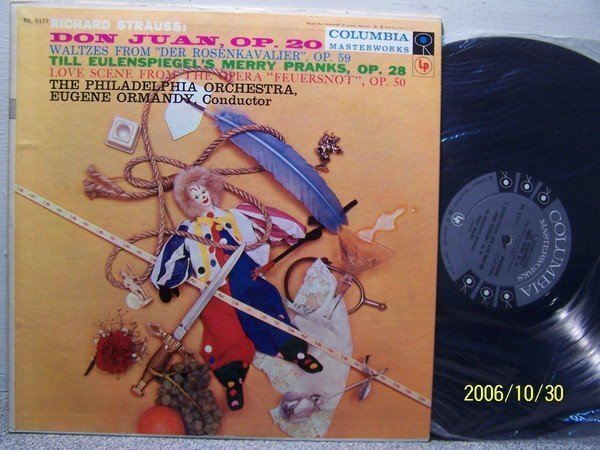 ML 5177
RICHARD STRAUSS:
DON JUAN, OP. 20
WALTZES FROM "DER ROSENKAVALIER", OP. 59
TILL EULENSPIEGEL'S MERRY PRANKS, OP. 28
LOVE SCENE FROM THE OPERA "FEUERSNOT", OP. 50
THE PHILADELPHIA ORCHESTRA,
EUGENE ORMANDY, Conductor
COLUMBIA
MASTERWORKS
Lp
COLUMBIA
MASTERWORKS
2006/10/30